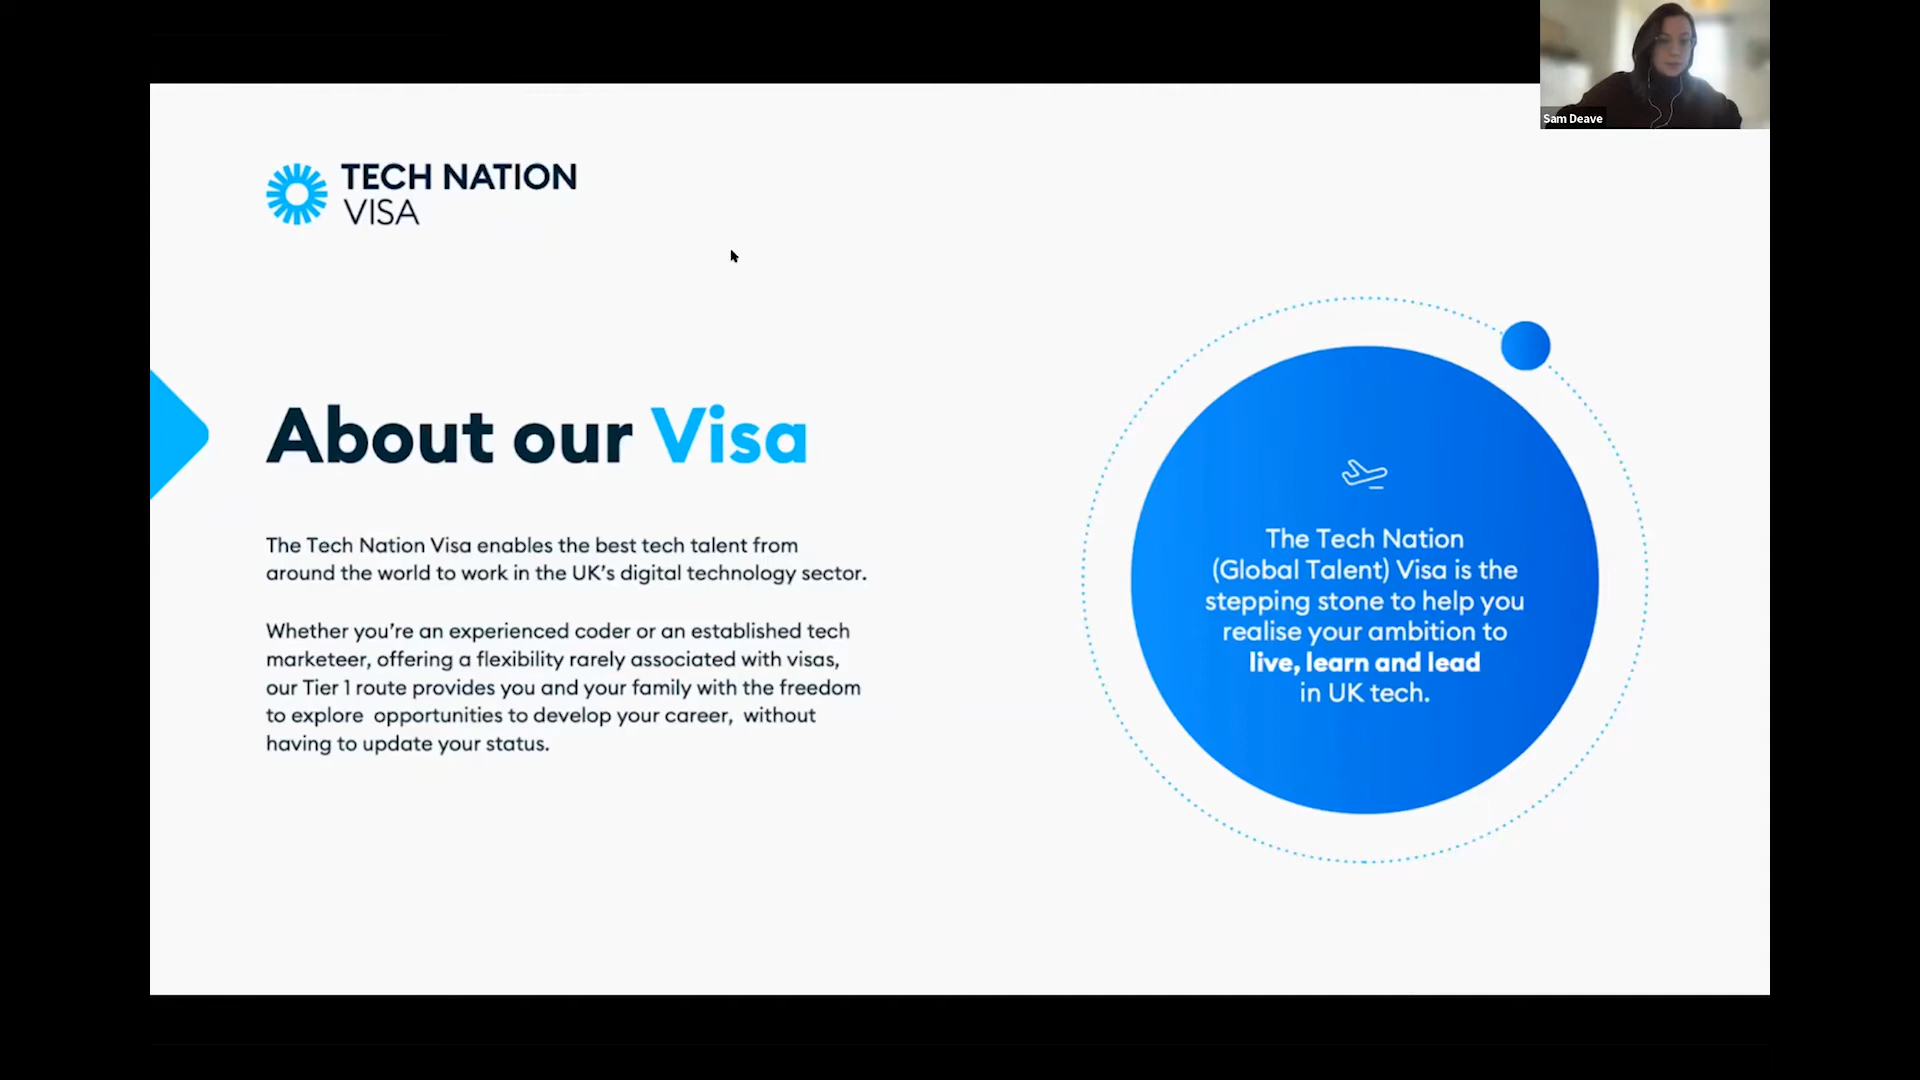 Sam Deave
TECH NATION
VISA
About our Visa
The Tech Nation Visa enables the best tech talent from
around the world to work in the UK's digital technology sector.
Whether you're an experienced coder or an established tech
marketeer, offering a flexibility rarely associated with visas,
our Tier 1 route provides you and your family with the freedom
to explore  opportunities to develop your career,  without
having to update your status.
The Tech Nation
(Global Talent) Visa is the
stepping stone to help you
realise your ambition to
live, learn and lead
in UK tech.